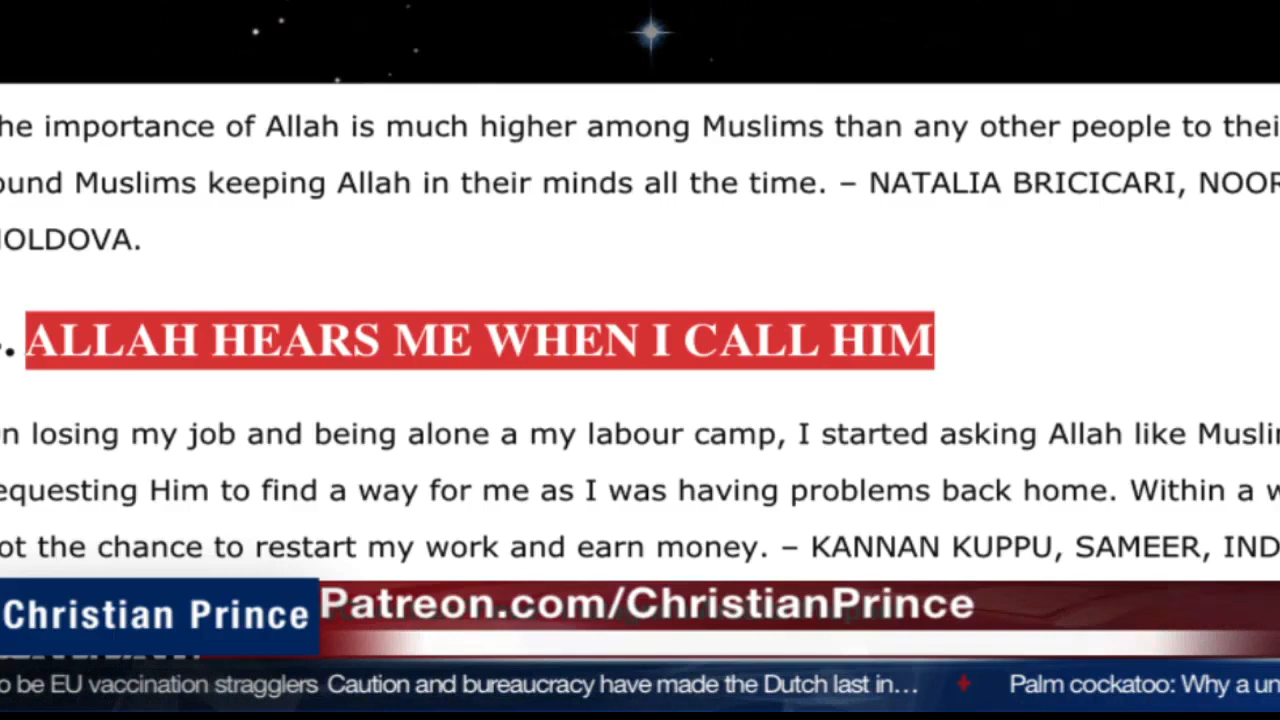 he importance of Allah is much higher among Muslims than any other people to thei
ound Muslims keeping Allah in their minds all the time. – NATALIA BRICICARI, NOOR
OLDOVA.
. ALLAH HEARS ME WHEN I CALL HIM
n losing my job and being alone a my labour camp, I started asking Allah like Muslim
equesting Him to find a way for me as I was having problems back home. Within a w
ot the chance to restart my work and earn money. – KANNAN KUPPU, SAMEER, IND
Christian Prince
Patreon.com/ChristianPrince
o be EU vaccination stragglers Caution and bureaucracy have made the Dutch last in… Palm cockatoo: Why a un